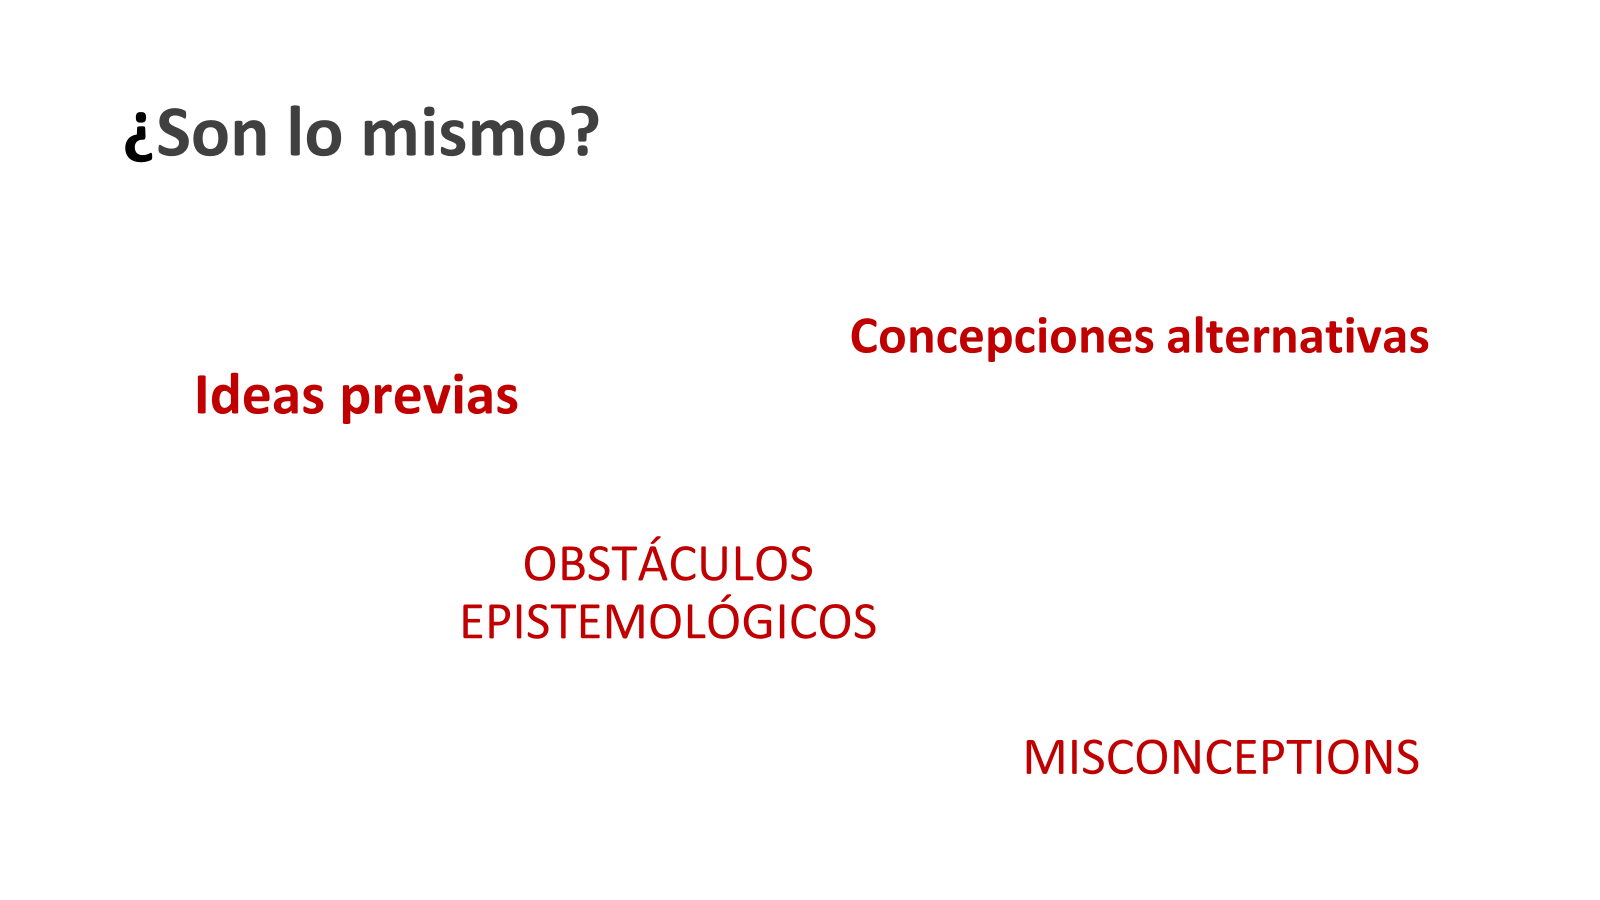 ¿Son lo mismo?
Concepciones alternativas
Ideas previas
OBSTÁCULOS
EPISTEMOLÓGICOS
MISCONCEPTIONS